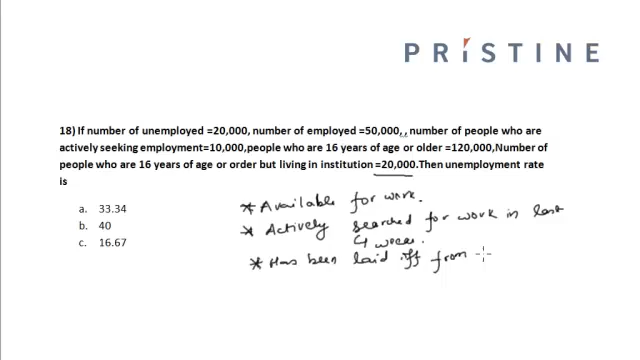 PRÍSTINE
18) If number of unemployed =20,000, number of employed =50,000,, number of people who are
actively seeking employment=10,000,people who are 16 years of age or older =120,000,Number of
people who are 16 years of age or order but living in institution =20,000.Then unemployment rate
is
a. 33.34
* Available for work.
b. 40
* Actively searched for work in last
c. 16.67
4 weeks.
* Has been laid off from